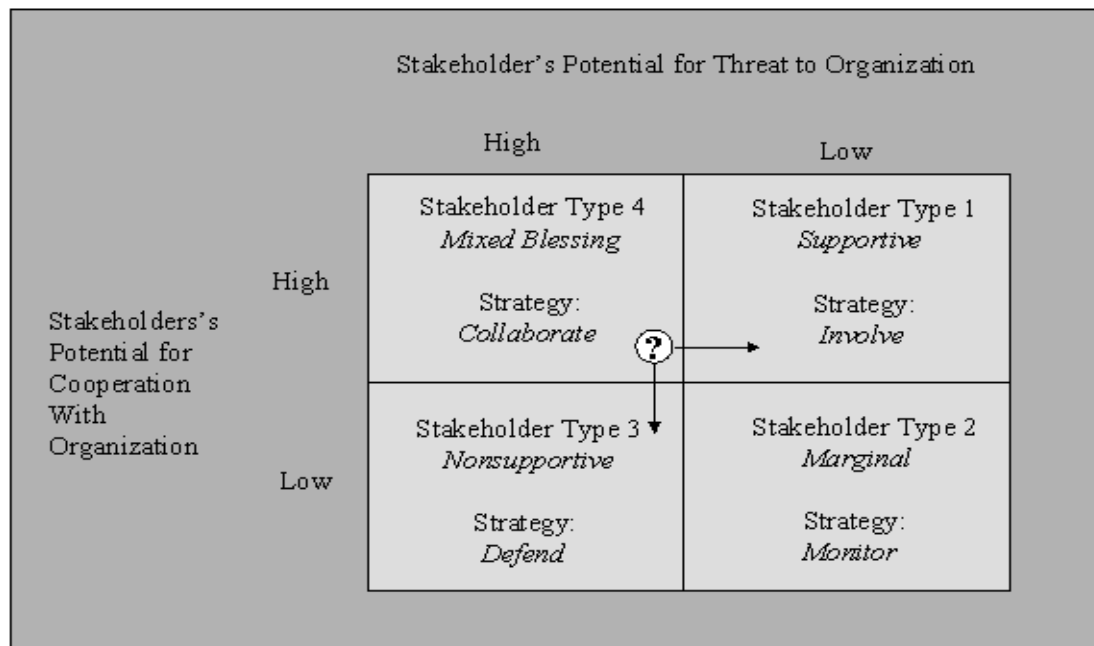 Stakeholder's Potential for Threat to Organization
High
Low
Stakeholder Type 4
Mixed Blessing
Strategy:
Collaborate
Stakeholder Type 1
Supportive
Strategy:
Involve
High
?
Stakeholders's
Potential for
Cooperation
With
Organization
Low
Stakeholder Type 3
Nonsupportive
Strategy:
Defend
Stakeholder Type 2
Marginal
Strategy:
Monitor